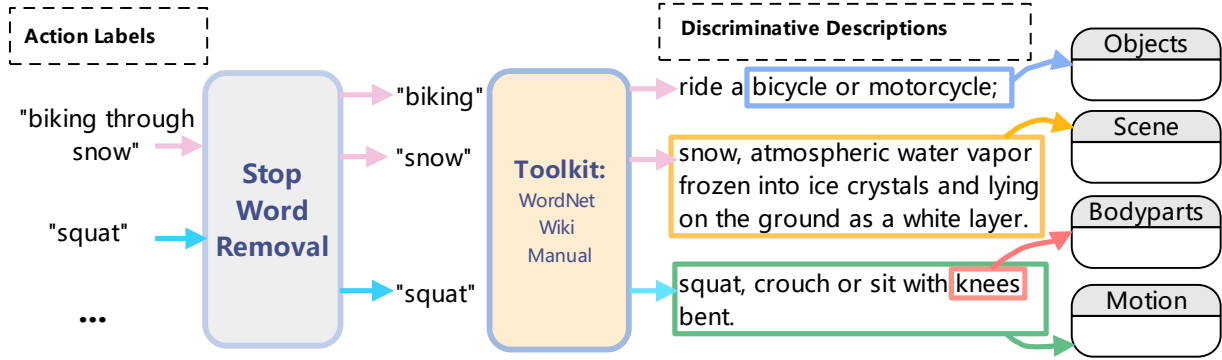 Action Labels
"biking through
snow"
"squat"
...
Stop
Word
Removal
"biking"
"snow"
"squat"
Toolkit:
WordNet
Wiki
Manual
Discriminative Descriptions
ride a bicycle or motorcycle;
snow, atmospheric water vapor
frozen into ice crystals and lying
on the ground as a white layer.
squat, crouch or sit with knees
bent.
Objects
Scene
Bodyparts
Motion